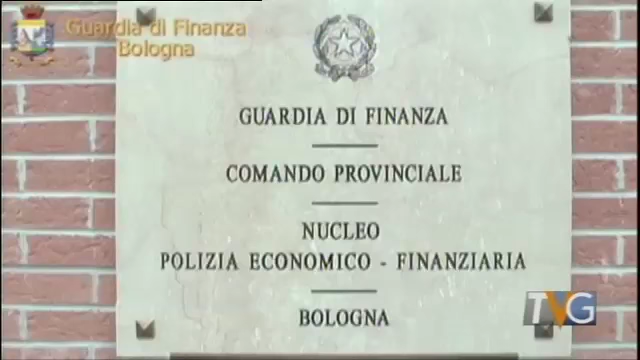 Guardia di Finanza
Bologna
GUARDIA DI FINANZA
COMANDO PROVINCIALE
NUCLEO
POLIZIA ECONOMICO - FINANZIARIA
BOLOGNA
TVG